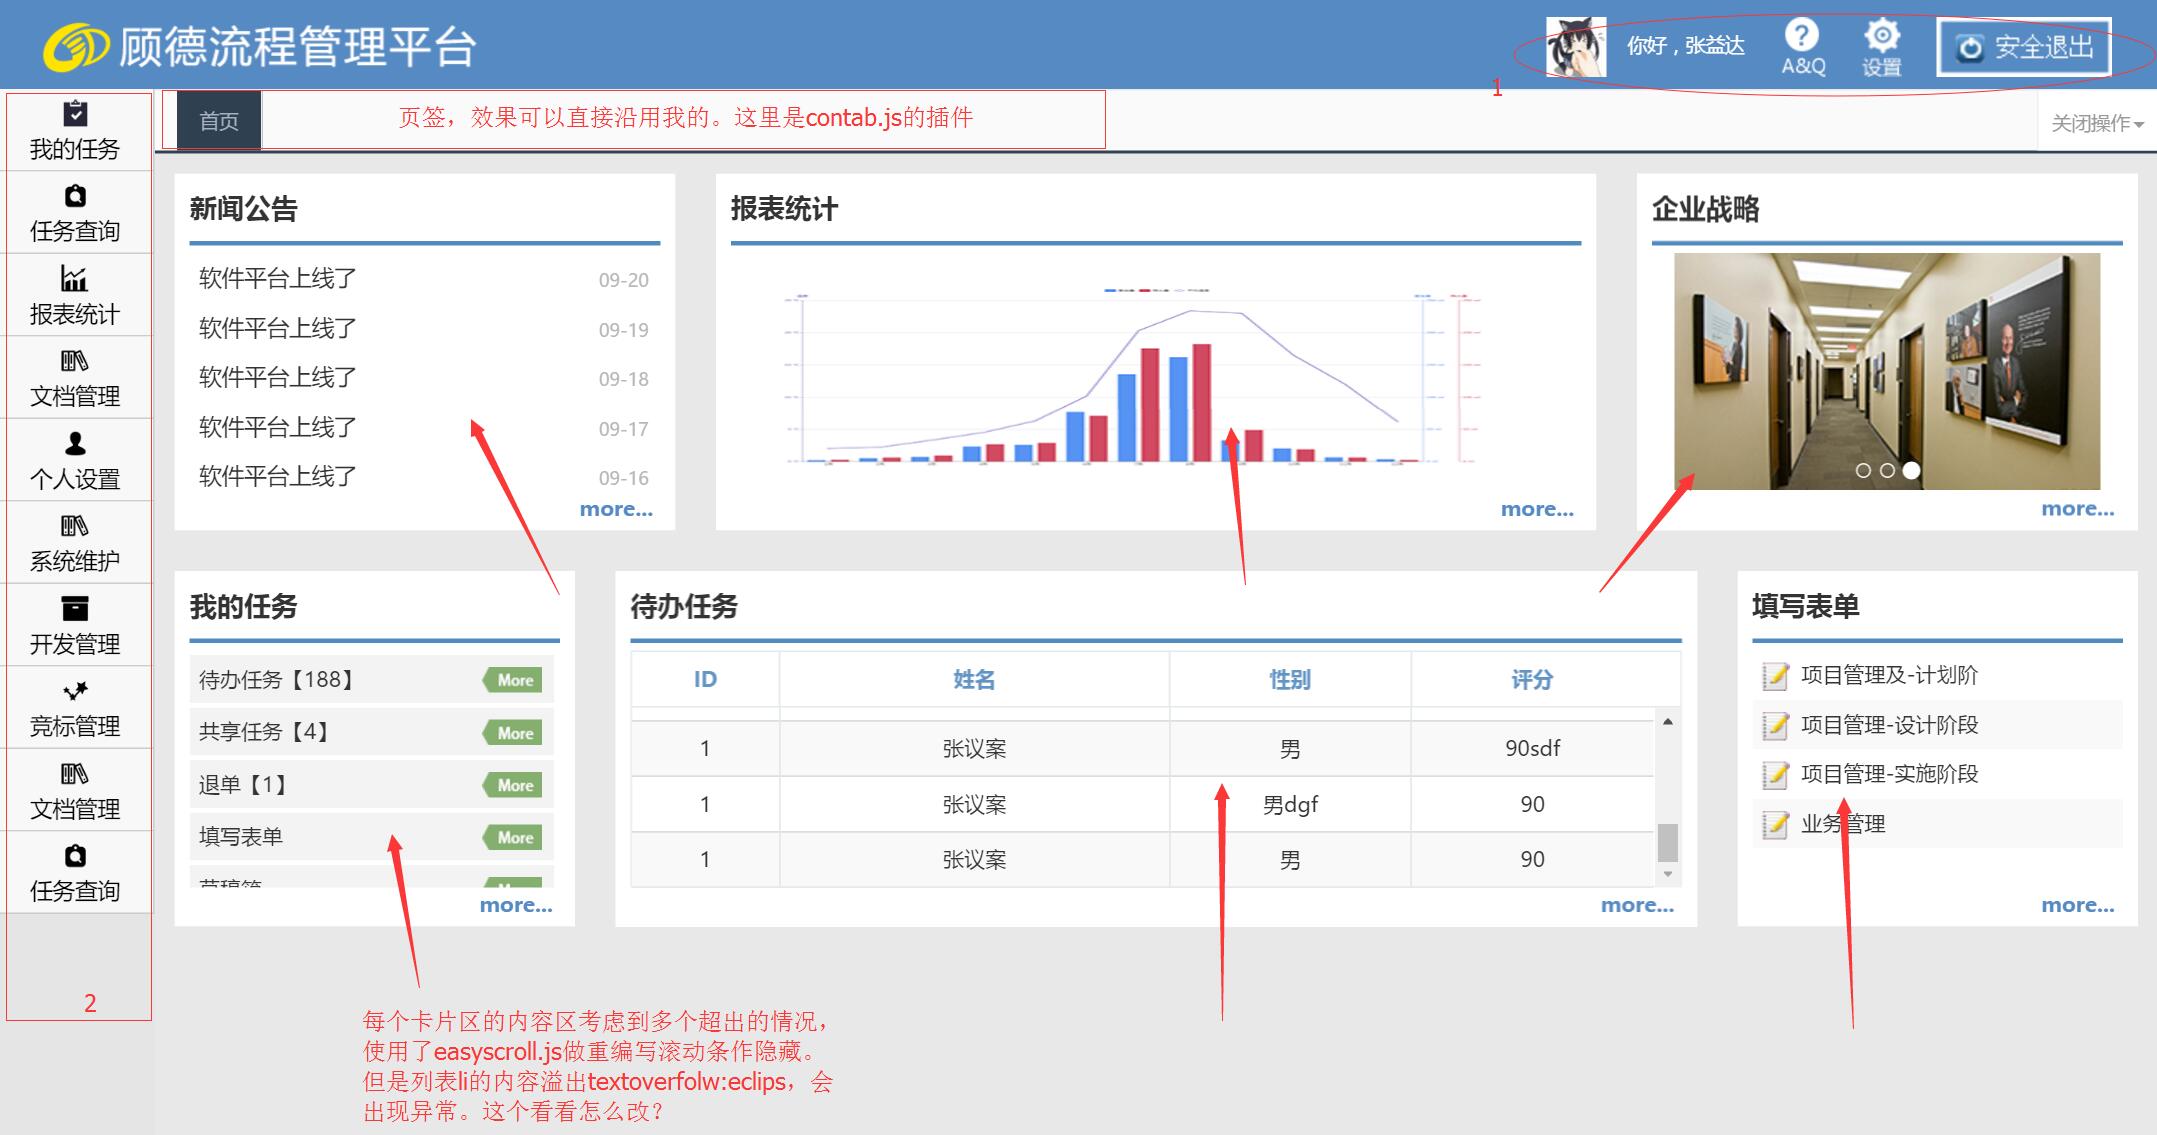 顾德流程管理平台
你好，张益达
A&Q
设置
安全退出
1
首页
页签，效果可以直接沿用我的。这里是contab.js的插件
关闭操作
我的任务
任务查询
报表统计
文档管理
个人设置
系统维护
开发管理
竞标管理
文档管理
任务查询
2
新闻公告
软件平台上线了 09-20
软件平台上线了 09-19
软件平台上线了 09-18
软件平台上线了 09-17
软件平台上线了 09-16
more...
报表统计
more...
企业战略
more...
我的任务
待办任务【188】 More
共享任务【4】 More
退单【1】 More
填写表单 More
more...
待办任务
ID 姓名 性别 评分
1 张议案 男 90sdf
1 张议案 男dgf 90
1 张议案 男 90
more...
填写表单
项目管理及-计划阶
项目管理-设计阶段
项目管理-实施阶段
业务管理
more...
每个卡片区的内容区考虑到多个超出的情况，
使用了easyscroll.js做重编写滚动条作隐藏。
但是列表li的内容溢出textoverfolw:eclips，会
出现异常。这个看看怎么改？